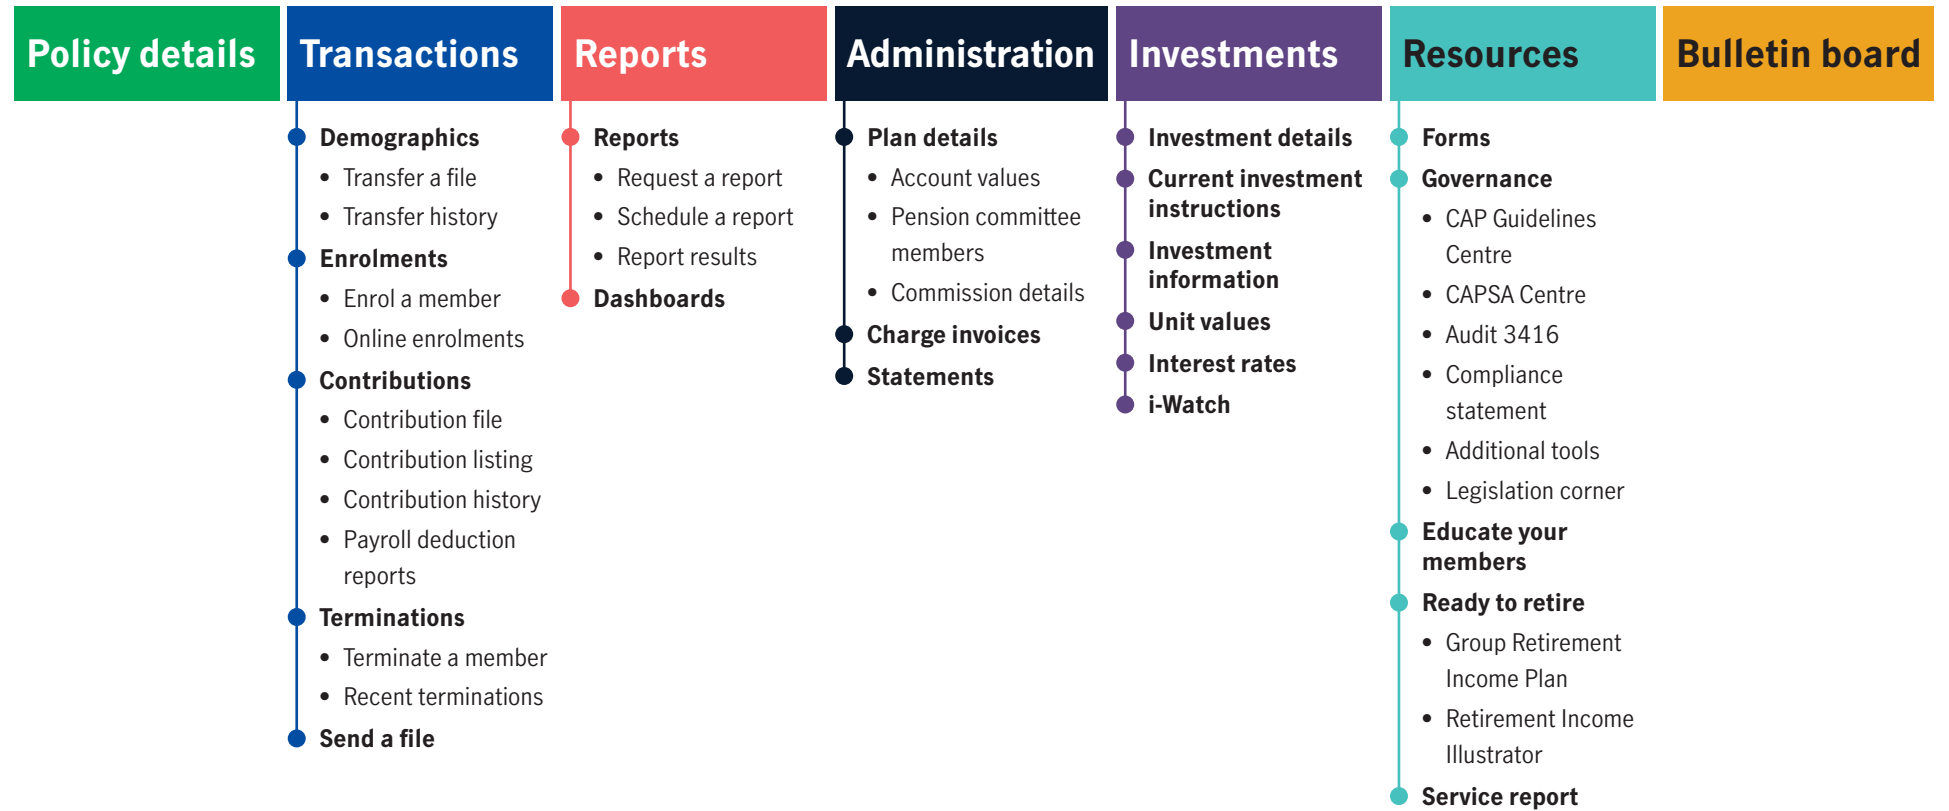 Policy details
Transactions
Demographics
• Transfer a file
• Transfer history
Enrolments
• Enrol a member
• Online enrolments
Contributions
• Contribution file
• Contribution listing
• Contribution history
• Payroll deduction
reports
Terminations
• Terminate a member
• Recent terminations
Send a file
Reports
Reports
• Request a report
• Schedule a report
• Report results
Dashboards
Administration
Plan details
• Account values
• Pension committee
members
• Commission details
Charge invoices
Statements
Investments
Investment details
Current investment
instructions
Investment
information
Unit values
Interest rates
i-Watch
Resources
Forms
Governance
• CAP Guidelines
Centre
• CAPSA Centre
• Audit 3416
• Compliance
statement
• Additional tools
• Legislation corner
Educate your
members
Ready to retire
• Group Retirement
Income Plan
• Retirement Income
Illustrator
Service report
Bulletin board